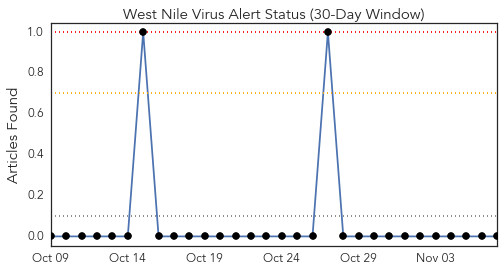 West Nile Virus Alert Status (30-Day Window)
Articles Found
1.0
0.8
0.6
0.4
0.2
0.0
Oct 09 Oct 14 Oct 19 Oct 24 Oct 29 Nov 03